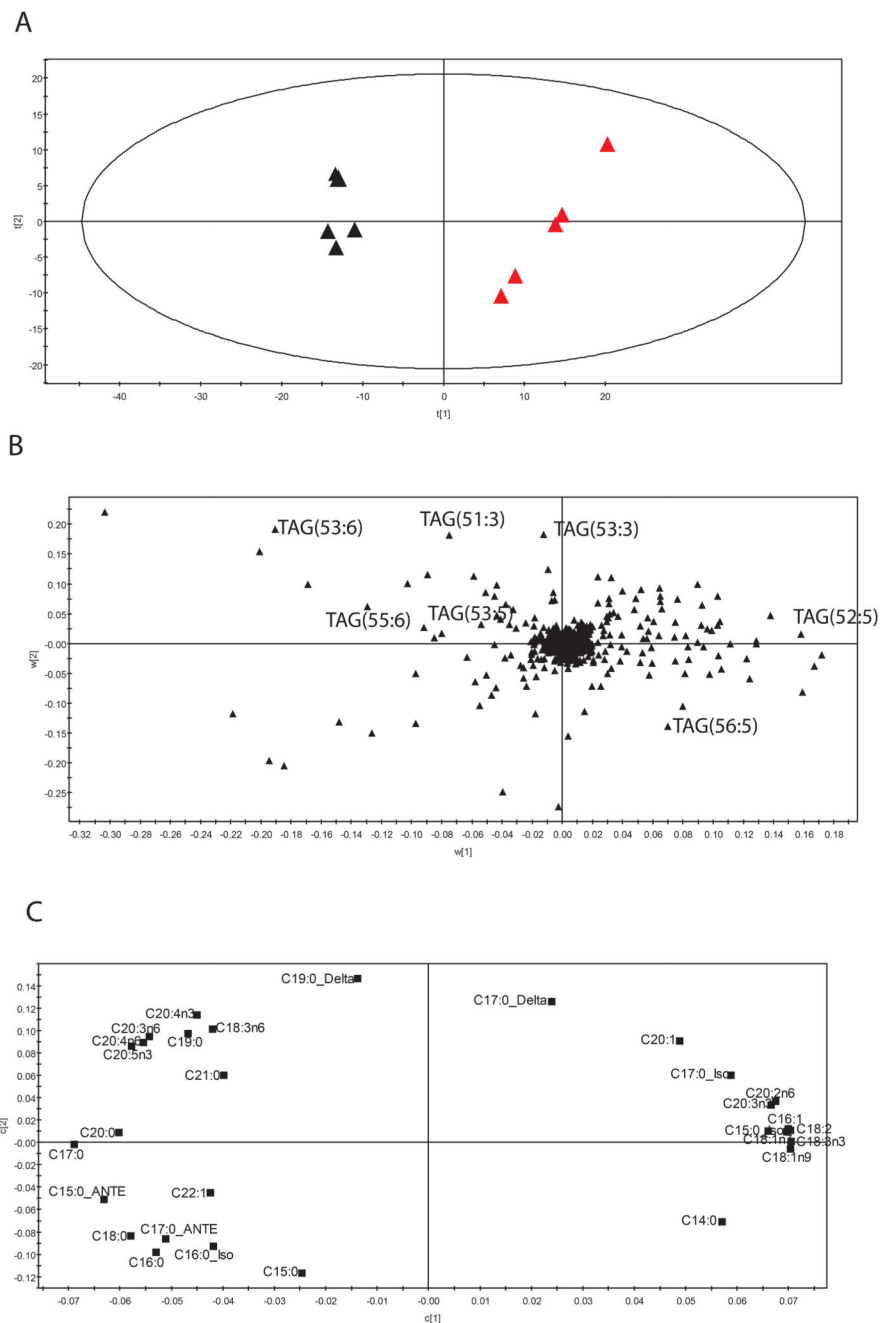 A
20
15
10
5
0
-5
-10
-15
-20
t[2]
-40
-30
-20
-10
0
10
20
t[1]
B
0.20
0.15
0.10
0.05
-0.00
-0.05
-0.10
-0.15
-0.20
-0.25
w[2]
TAG(53:6)
TAG(51:3)
TAG(53:3)
TAG(55:6)
TAG(53:5)
TAG(52:5)
TAG(56:5)
-0.32 -0.30 -0.28 -0.26 -0.24 -0.22 -0.20 -0.18 -0.16 -0.14 -0.12 -0.10 -0.08 -0.06 -0.04 -0.02 0.00 0.02 0.04 0.06 0.08 0.10 0.12 0.14 0.16 0.18
w[1]
C
0.14
0.12
0.10
0.08
0.06
0.04
0.02
-0.00
-0.02
-0.04
-0.06
-0.08
-0.10
-0.12
c[2]
C19:0_Delta
C17:0_Delta
C20:4n3
C20:3n6
C18:3n6
C20:4n6
C19:0
C20:5n3
C20:1
C21:0
C17:0_Iso
C20:2n6
C20:3n3
C16:1
C20:0
C15:0_Iso
C18:2
C18:1n
C18:3n3
C17:0
C18:1n9
C15:0_ANTE
C22:1
C14:0
C18:0
C17:0_ANTE
C16:0
C16:0_Iso
C15:0
-0.07 -0.06 -0.05 -0.04 -0.03 -0.02 -0.01 -0.00 0.01 0.02 0.03 0.04 0.05 0.06 0.07
c[1]